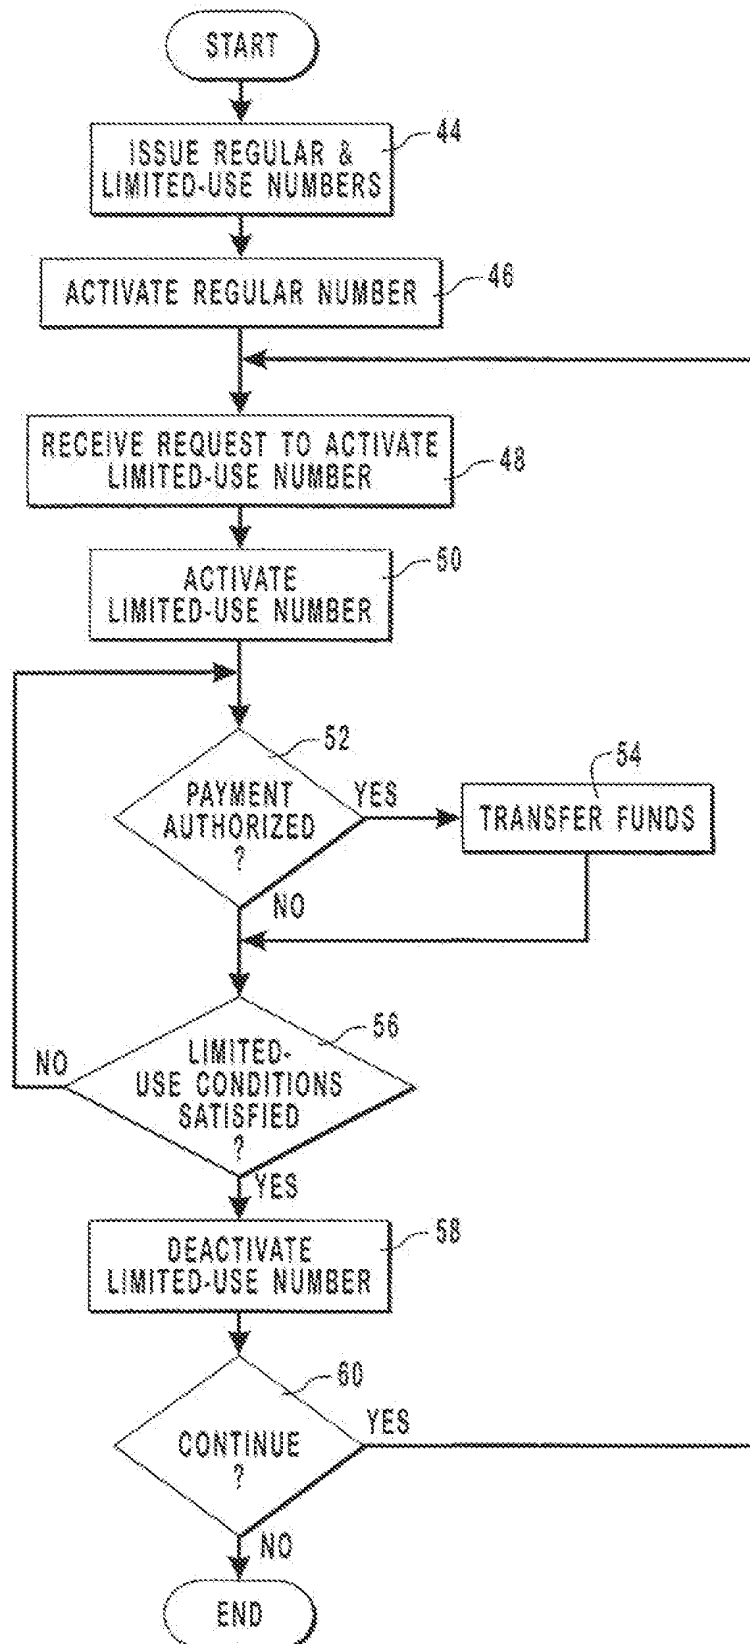 START
ISSUE REGULAR &
LIMITED-USE NUMBERS
44
ACTIVATE REGULAR NUMBER
46
RECEIVE REQUEST TO ACTIVATE
LIMITED-USE NUMBER
48
ACTIVATE
LIMITED-USE NUMBER
50
52
PAYMENT
AUTHORIZED
?
YES
54
TRANSFER FUNDS
NO
56
LIMITED-
USE CONDITIONS
SATISFIED
?
NO
YES
DEACTIVATE
LIMITED-USE NUMBER
58
60
CONTINUE
?
YES
NO
END